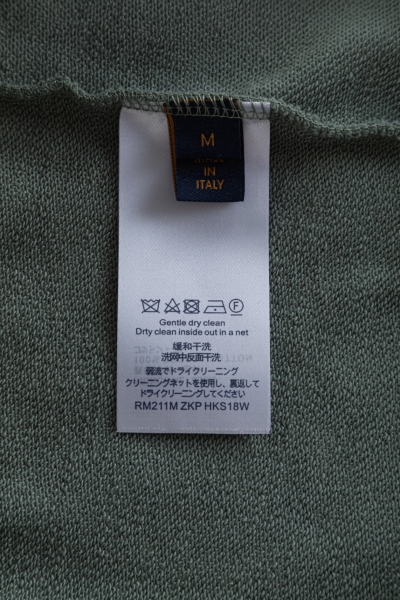 M
IN
ITALY
Gentle dry clean
Drty clean inside out in a net
缓和干洗
洗网中反面干洗
弱流でドライクリーニング
クリーニングネットを使用し、裏返して
ドライクリーニングしてください
RM211M ZKP HKS18W